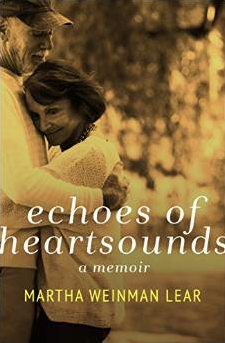 echoes of
heartsounds
a memoir
MARTHA WEINMAN LEAR